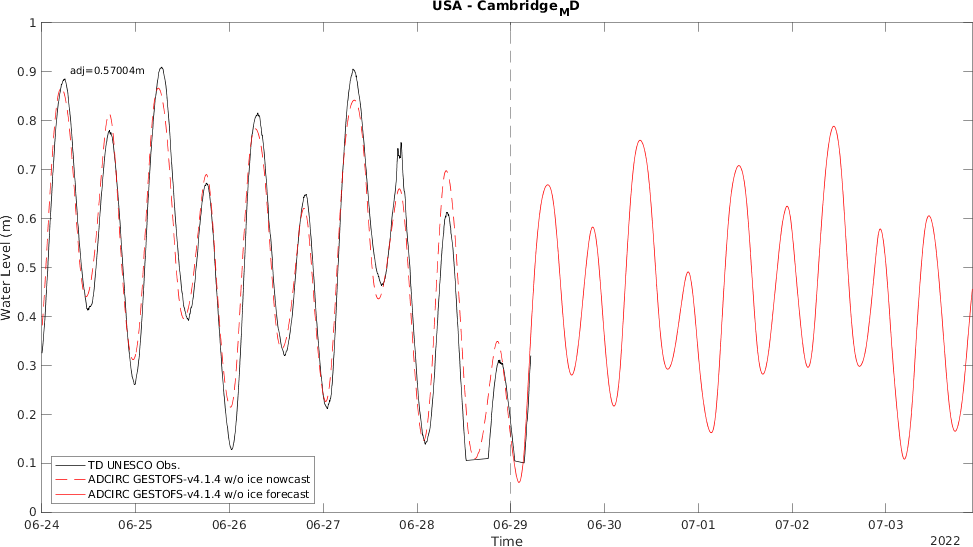 USA - Cambridge_MD
adj=0.57004m
Water Level (m)
1
0.9
0.8
0.7
0.6
0.5
0.4
0.3
0.2
0.1
0
TD UNESCO Obs.
ADCIRC GESTOFS-v4.1.4 w/o ice nowcast
ADCIRC GESTOFS-v4.1.4 w/o ice forecast
06-24 06-25 06-26 06-27 06-28 06-29 06-30 07-01 07-02 07-03
Time
2022